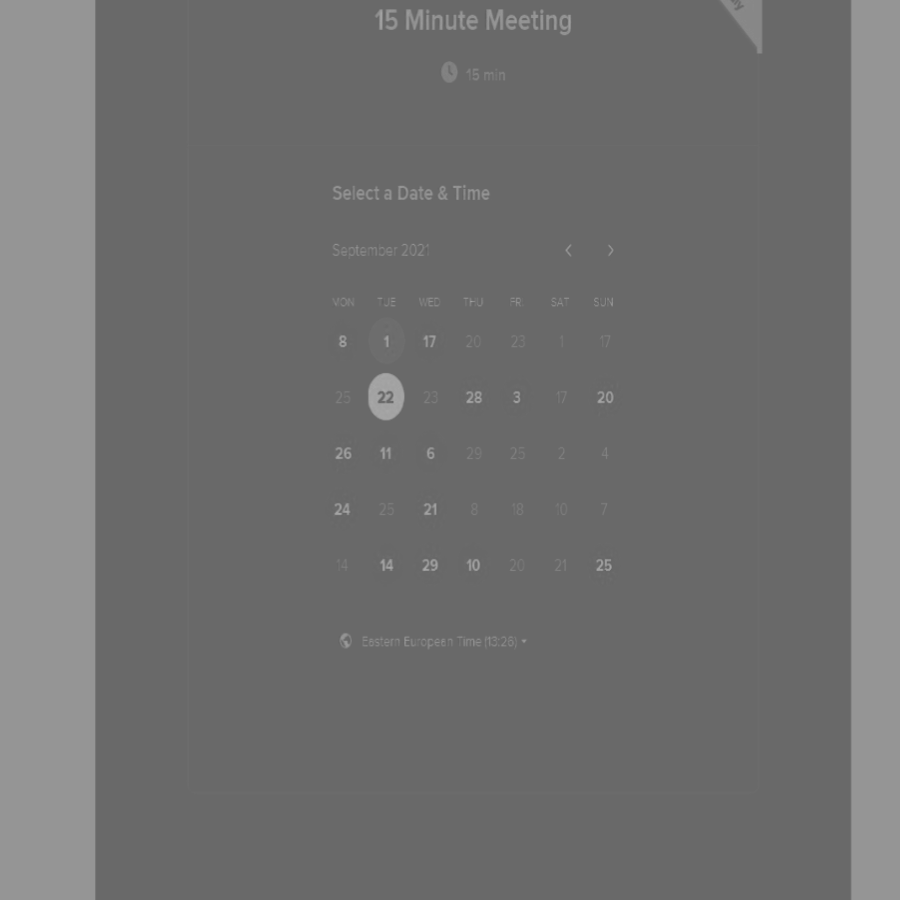 15 Minute Meeting
15 min
Select a Date & Time
September 2021
MON TUE WED THU FRI SAT SUN
8 1 17 20 23 1 17
25 22 23 28 3 17 20
26 11 6 29 25 2 4
24 25 21 8 18 10 7
14 14 29 10 20 21 25
Eastern European Time (13:26)